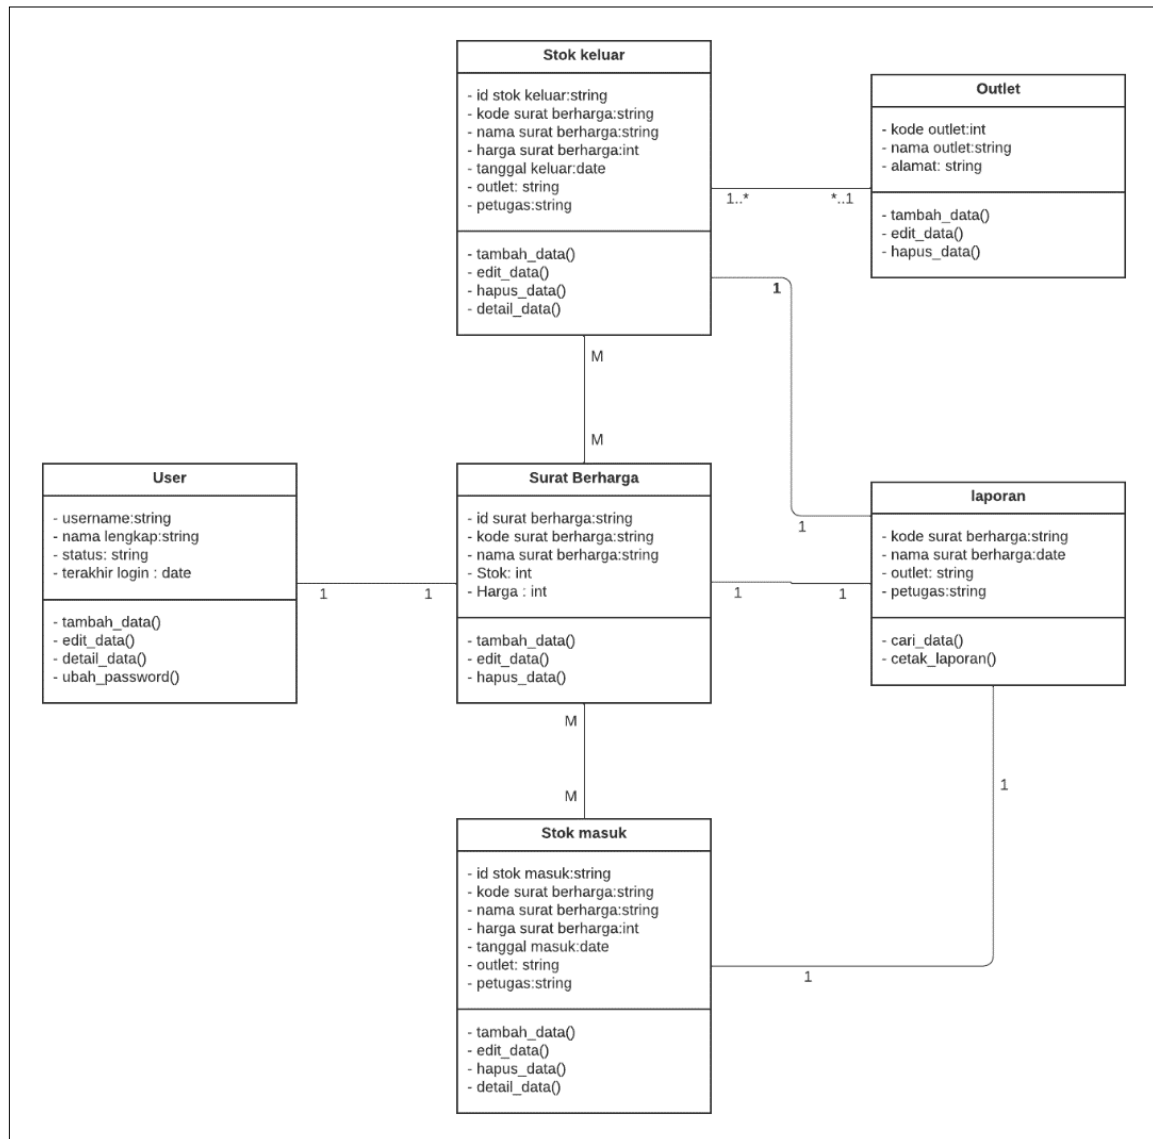 Stok keluar
- id stok keluar:string
- kode surat berharga:string
- nama surat berharga:string
- harga surat berharga:int
- tanggal keluar:date
- outlet: string
- petugas:string
- tambah_data()
- edit_data()
- hapus_data()
- detail_data()
Outlet
- kode outlet:int
- nama outlet:string
- alamat: string
- tambah_data()
- edit_data()
- hapus_data()
1..*
*..1
1
1
M
M
User
- username:string
- nama lengkap:string
- status: string
- terakhir login : date
- tambah_data()
- edit_data()
- detail_data()
- ubah_password()
1
1
Surat Berharga
- id surat berharga:string
- kode surat berharga:string
- nama surat berharga:string
- Stok: int
- Harga : int
- tambah_data()
- edit_data()
- hapus_data()
1
1
laporan
- kode surat berharga:string
- nama surat berharga:date
- outlet: string
- petugas:string
- cari_data()
- cetak_laporan()
M
M
1
1
Stok masuk
- id stok masuk:string
- kode surat berharga:string
- nama surat berharga:string
- harga surat berharga:int
- tanggal masuk:date
- outlet: string
- petugas:string
- tambah_data()
- edit_data()
- hapus_data()
- detail_data()